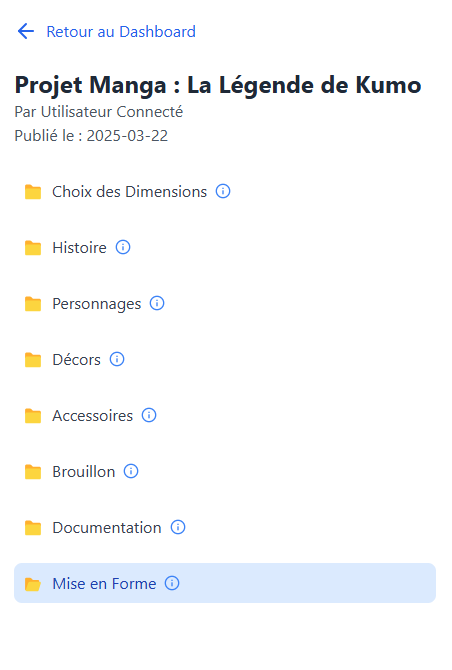 Retour au Dashboard
Projet Manga : La Légende de Kumo
Par Utilisateur Connecté
Publié le : 2025-03-22
Choix des Dimensions
Histoire
Personnages
Décors
Accessoires
Brouillon
Documentation
Mise en Forme